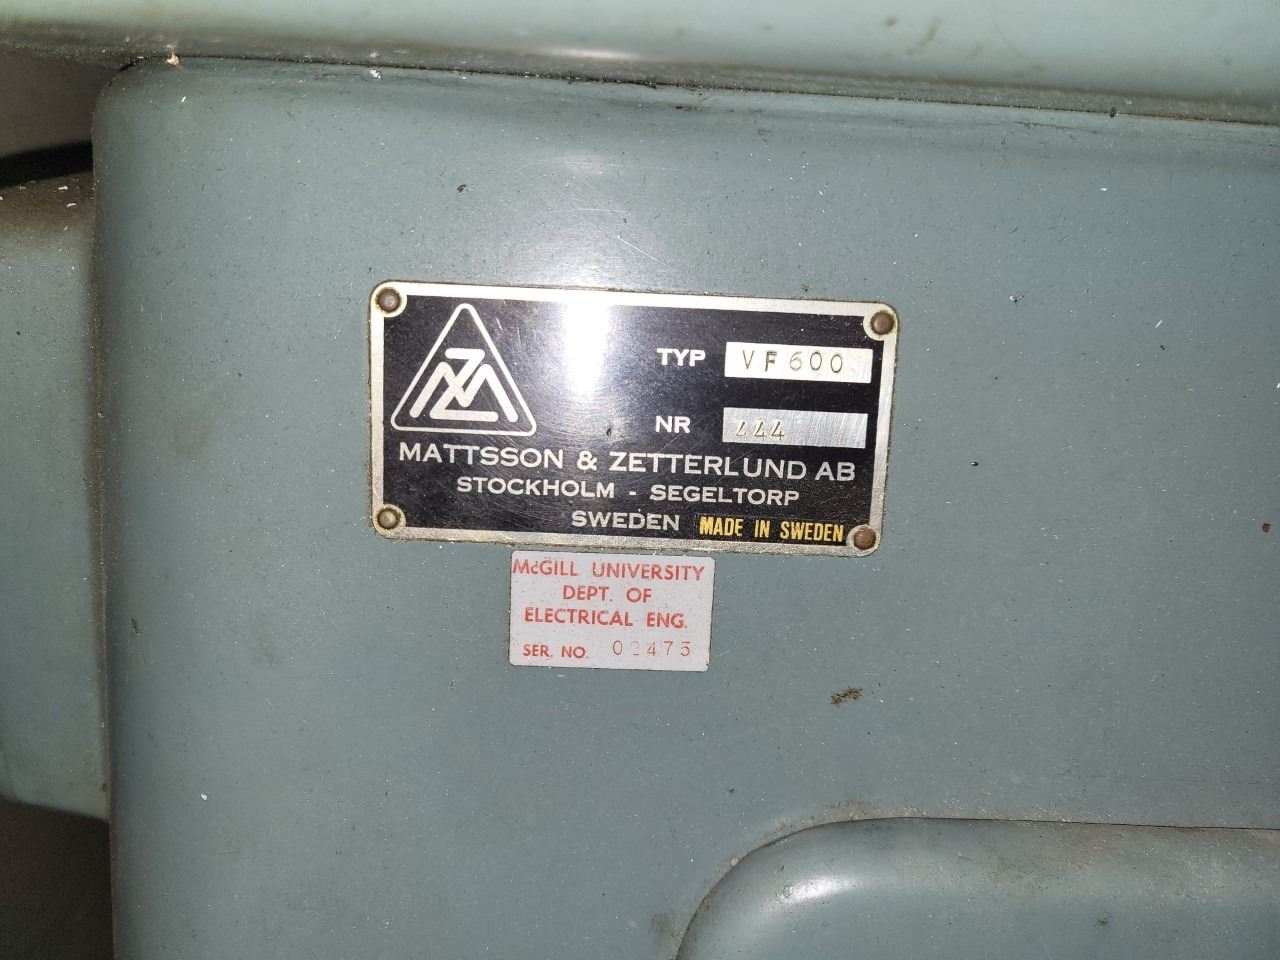 TYP VF600
NR 444
MATTSSON & ZETTERLUND AB
STOCKHOLM - SEGELTORP
SWEDEN MADE IN SWEDEN
McGILL UNIVERSITY
DEPT. OF
ELECTRICAL ENG.
SER. NO. 02475